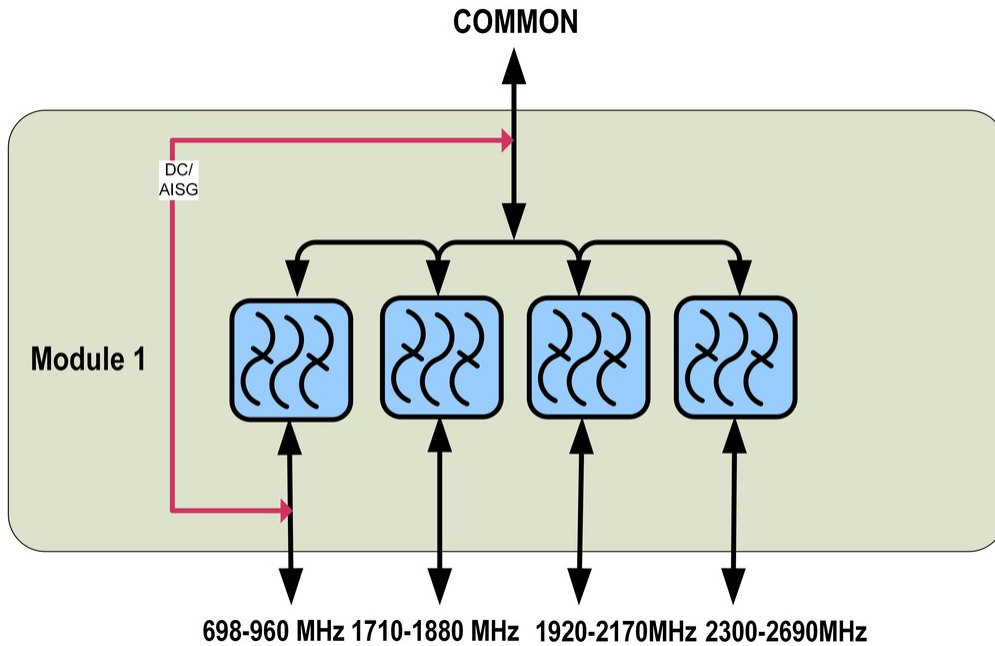 COMMON
DC/
AISG
Module 1
698-960 MHz 1710-1880 MHz 1920-2170MHz 2300-2690MHz